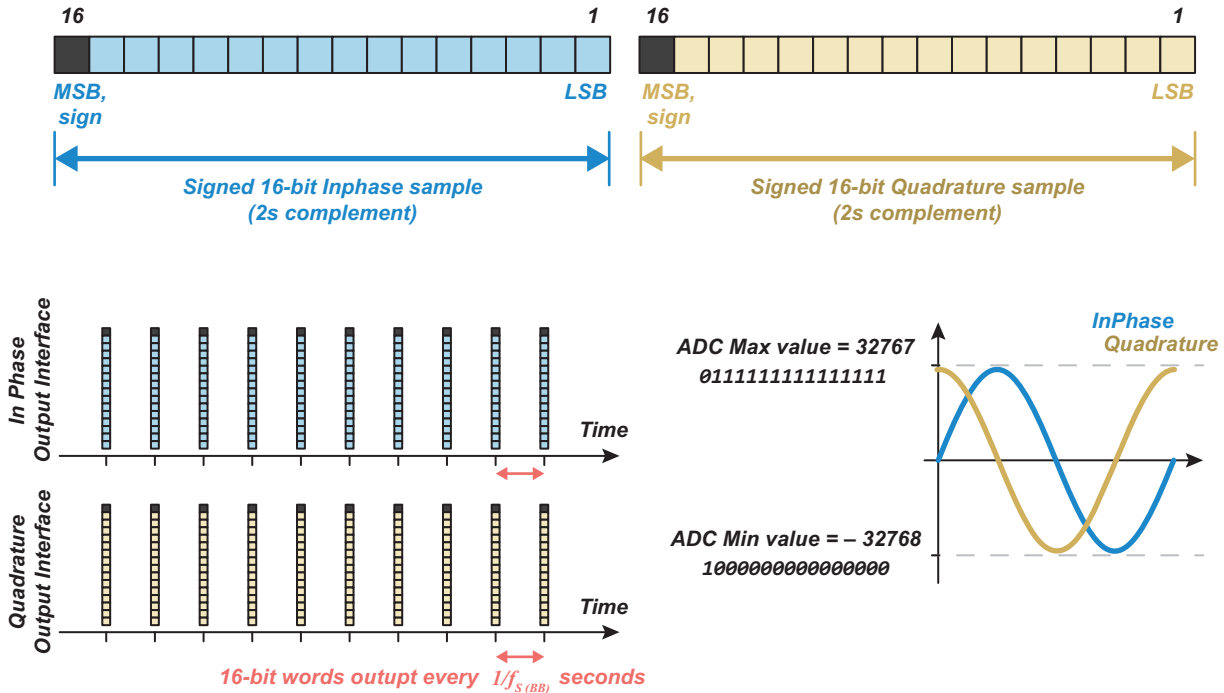 16 1
MSB, sign
LSB
Signed 16-bit Inphase sample
(2s complement)
16 1
MSB, sign
LSB
Signed 16-bit Quadrature sample
(2s complement)
In Phase
Output Interface
Time
Quadrature
Output Interface
Time
16-bit words outupt every 1/f_S (BB) seconds
InPhase
Quadrature
ADC Max value = 32767
0111111111111111
ADC Min value = – 32768
1000000000000000